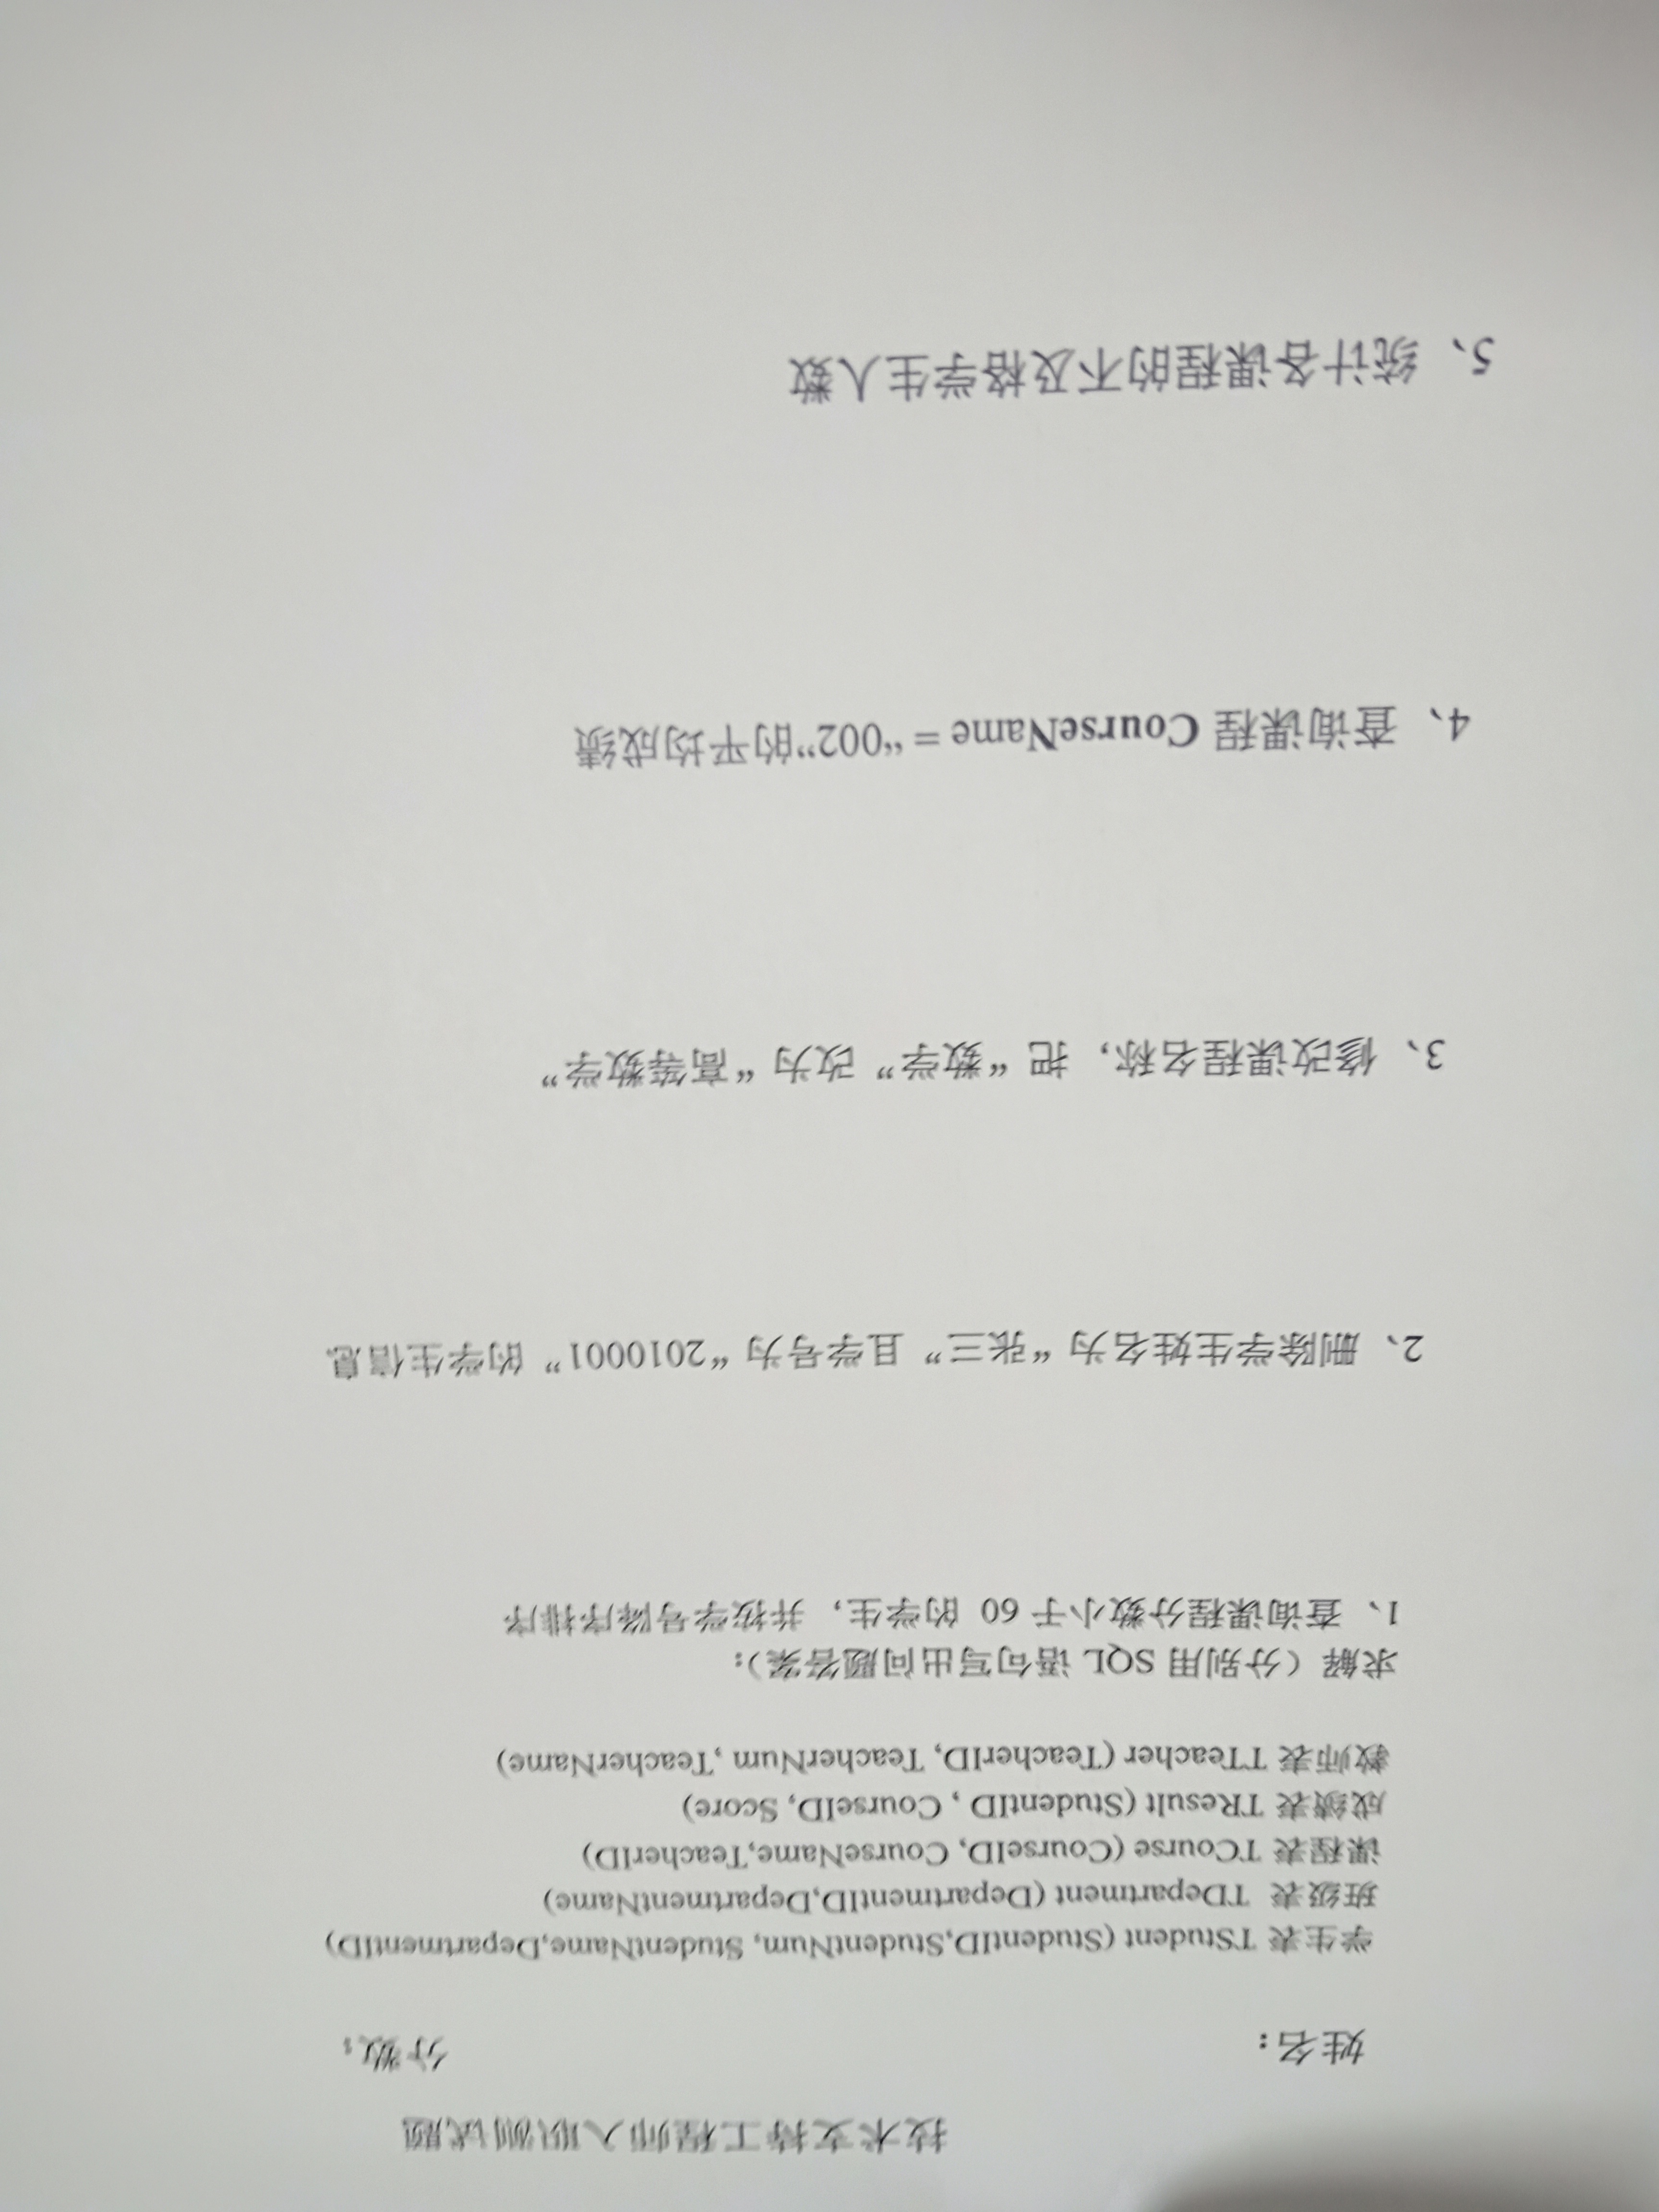 技术支持工程师入职测试题
姓名： 分数：
学生表 TStudent (StudentID,StudentNum, StudentName,DepartmentID)
班级表 TDepartment (DepartmentID,DepartmentName)
课程表 TCourse (CourseID, CourseName,TeacherID)
成绩表 TResult (StudentID , CourseID, Score)
教师表 TTeacher (TeacherID, TeacherNum ,TeacherName)
求解（分别用 SQL 语句写出问题答案）：
1、查询课程分数小于 60 的学生，并按学号降序排序
2、删除学生姓名为“张三”且学号为“2010001”的学生信息
3、修改课程名称，把“数学”改为“高等数学”
4、查询课程 CourseName = “002”的平均成绩
5、统计各课程的不及格学生人数